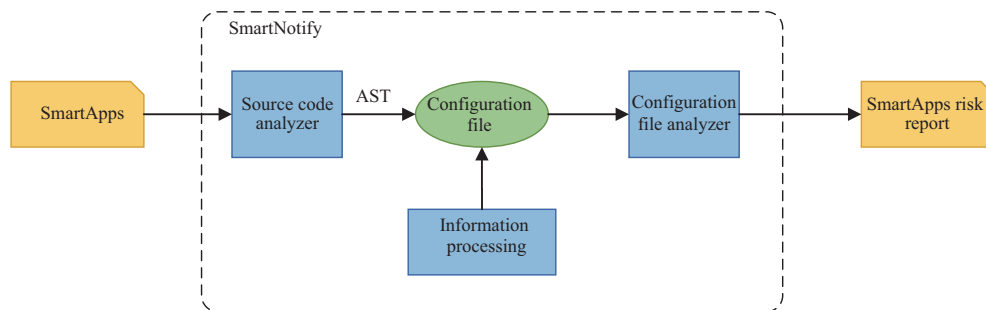 SmartNotify
SmartApps
Source code
analyzer
AST
Configuration
file
Configuration
file analyzer
SmartApps risk
report
Information
processing